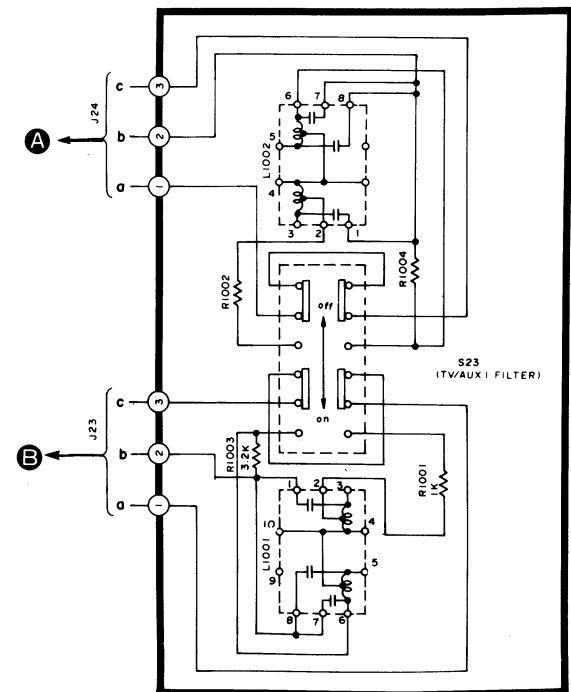 c 3
J24
A b 2
a 1
6 7 8
5
L1002
4
3 2 1
R1002
R1004
off
on
S23
(TV/AUX 1 FILTER)
c 3
J23
B b 2
a 1
R1003
3.2K
R1001
1K
1 2 3
10 4
L1001
9 5
8 7 6